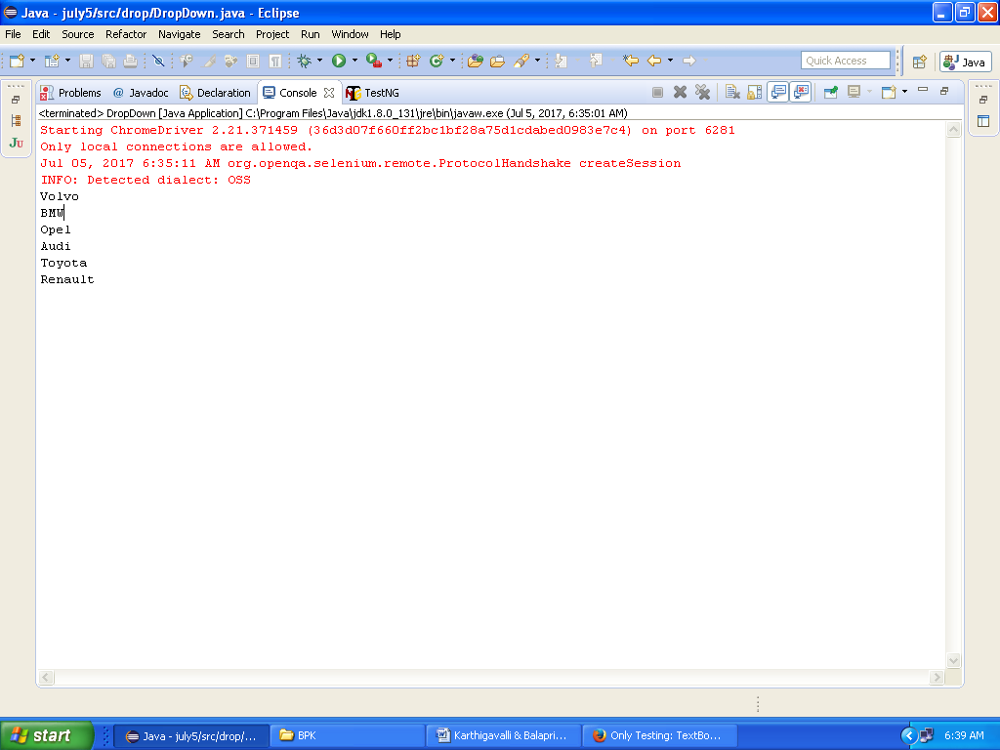 Java - july5/src/drop/DropDown.java - Eclipse
File Edit Source Refactor Navigate Search Project Run Window Help
Quick Access Java
Problems @ Javadoc Declaration Console TestNG
<terminated> DropDown [Java Application] C:\Program Files\Java\jdk1.8.0_131\jre\bin\javaw.exe (Jul 5, 2017, 6:35:01 AM)
Starting ChromeDriver 2.21.371459 (36d3d07f660ff2bc1bf28a75d1cdabed0983e7c4) on port 6281
Only local connections are allowed.
Jul 05, 2017 6:35:11 AM org.openqa.selenium.remote.ProtocolHandshake createSession
INFO: Detected dialect: OSS
Volvo
BMW
Opel
Audi
Toyota
Renault
start Java - july5/src/drop/... BPK Karthigavalli & Balapri... Only Testing: TextBo... 6:39 AM